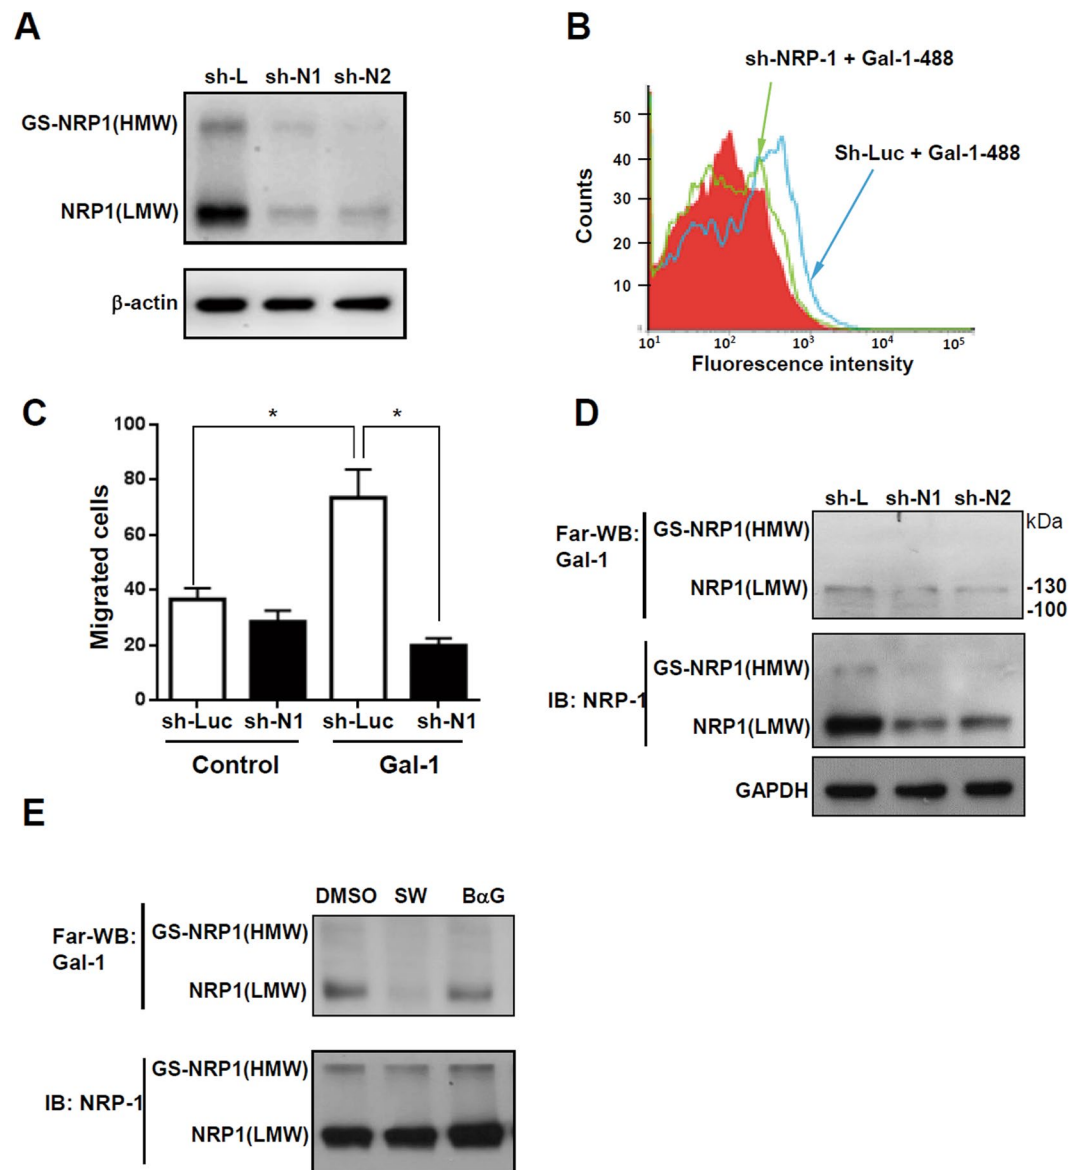 A
sh-L sh-N1 sh-N2
GS-NRP1(HMW)
NRP1(LMW)
β-actin
B
sh-NRP-1 + Gal-1-488
Sh-Luc + Gal-1-488
Counts
50
40
30
20
10
0
10¹ 10² 10³ 10⁴ 10⁵
Fluorescence intensity
C
* *
Migrated cells
100
80
60
40
20
0
sh-Luc sh-N1 sh-Luc sh-N1
Control Gal-1
D
sh-L sh-N1 sh-N2
kDa
Far-WB:
Gal-1
GS-NRP1(HMW)
NRP1(LMW)
-130
-100
IB: NRP-1
GS-NRP1(HMW)
NRP1(LMW)
GAPDH
E
DMSO SW BαG
Far-WB:
Gal-1
GS-NRP1(HMW)
NRP1(LMW)
IB: NRP-1
GS-NRP1(HMW)
NRP1(LMW)